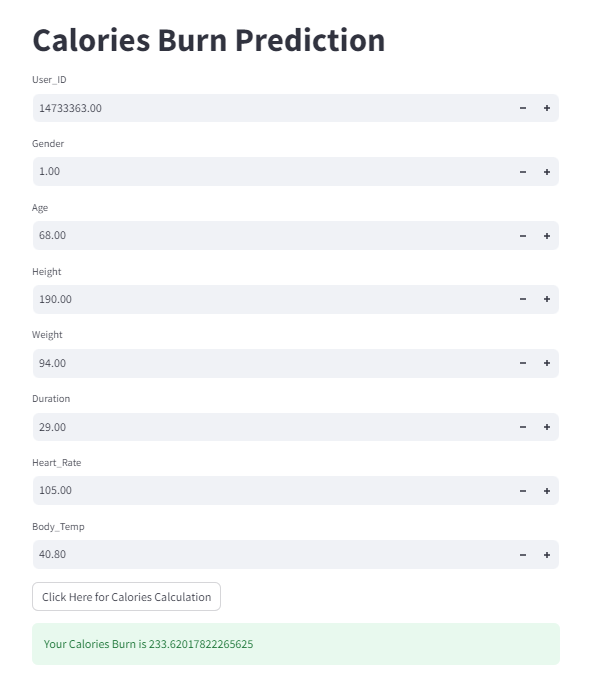 Calories Burn Prediction
User_ID
14733363.00
Gender
1.00
Age
68.00
Height
190.00
Weight
94.00
Duration
29.00
Heart_Rate
105.00
Body_Temp
40.80
Click Here for Calories Calculation
Your Calories Burn is 233.62017822265625